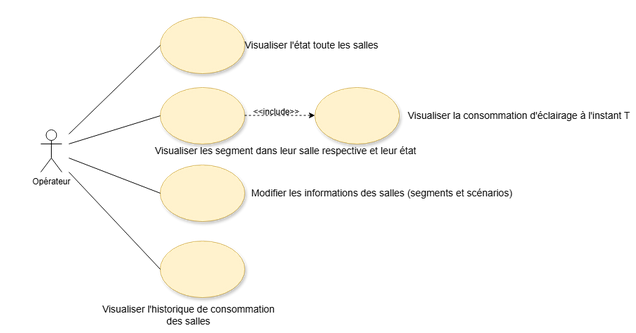 Visualiser l'état toute les salles
<<include>>
Visualiser la consommation d'éclairage à l'instant T
Visualiser les segment dans leur salle respective et leur état
Opérateur
Modifier les informations des salles (segments et scénarios)
Visualiser l'historique de consommation
des salles